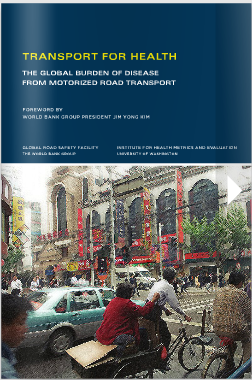 TRANSPORT FOR HEALTH
THE GLOBAL BURDEN OF DISEASE
FROM MOTORIZED ROAD TRANSPORT
FOREWORD BY
WORLD BANK GROUP PRESIDENT JIM YONG KIM
GLOBAL ROAD SAFETY FACILITY
THE WORLD BANK GROUP
INSTITUTE FOR HEALTH METRICS AND EVALUATION
UNIVERSITY OF WASHINGTON